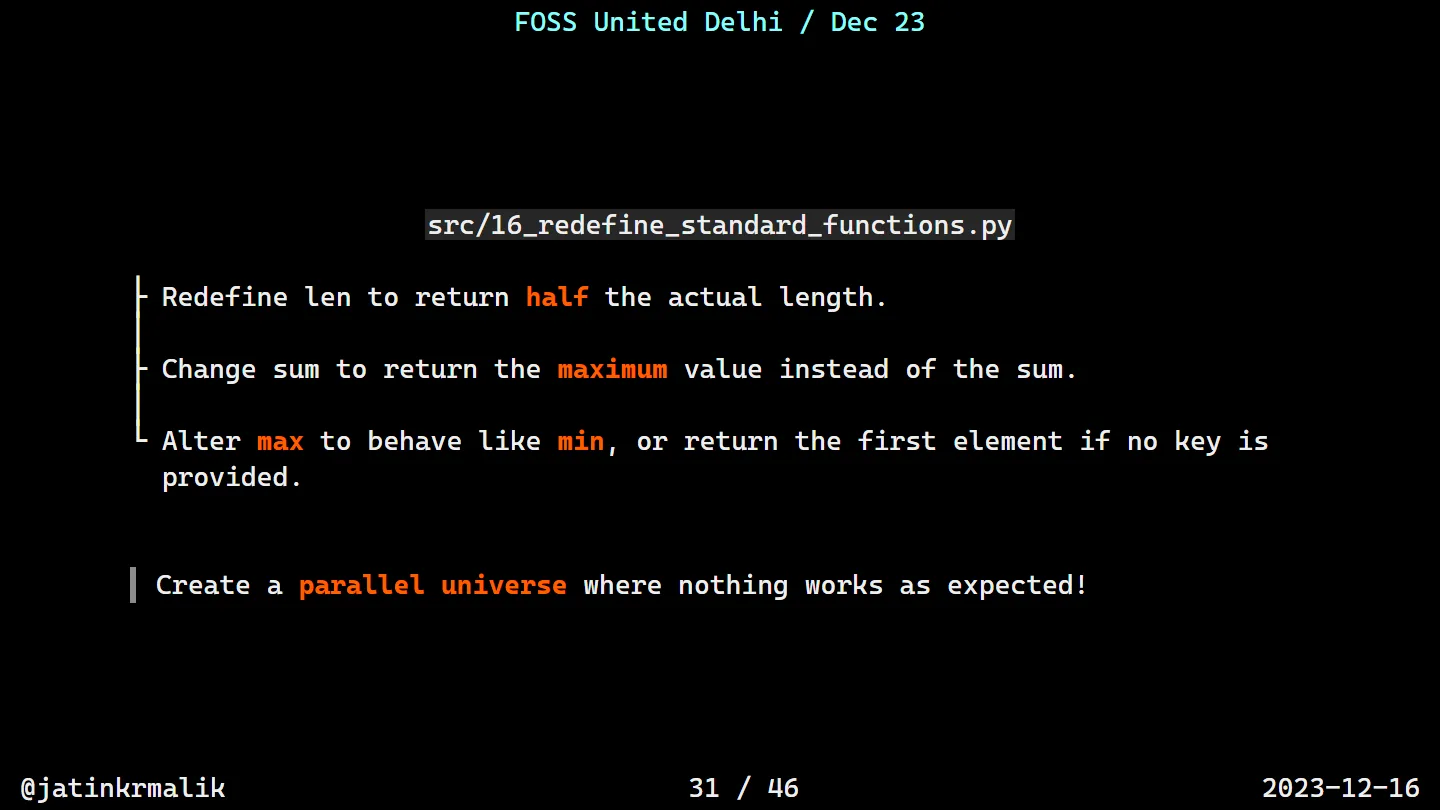 FOSS United Delhi / Dec 23
src/16_redefine_standard_functions.py
├ Redefine len to return half the actual length.
├ Change sum to return the maximum value instead of the sum.
└ Alter max to behave like min, or return the first element if no key is
provided.
Create a parallel universe where nothing works as expected!
@jatinkrmalik
31 / 46
2023-12-16